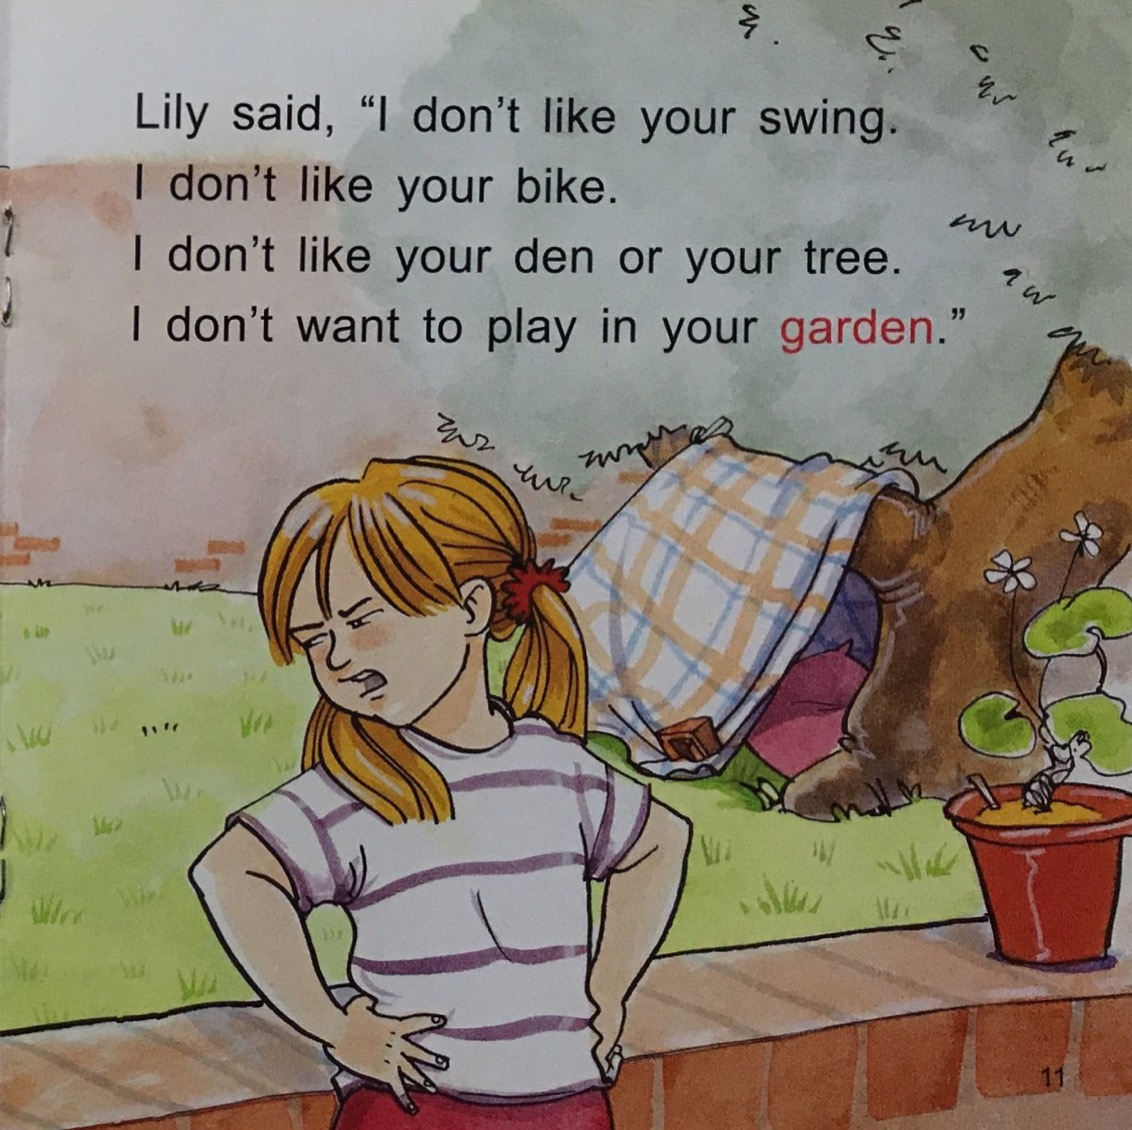 Lily said, “I don’t like your swing.
I don’t like your bike.
I don’t like your den or your tree.
I don’t want to play in your garden.”
11